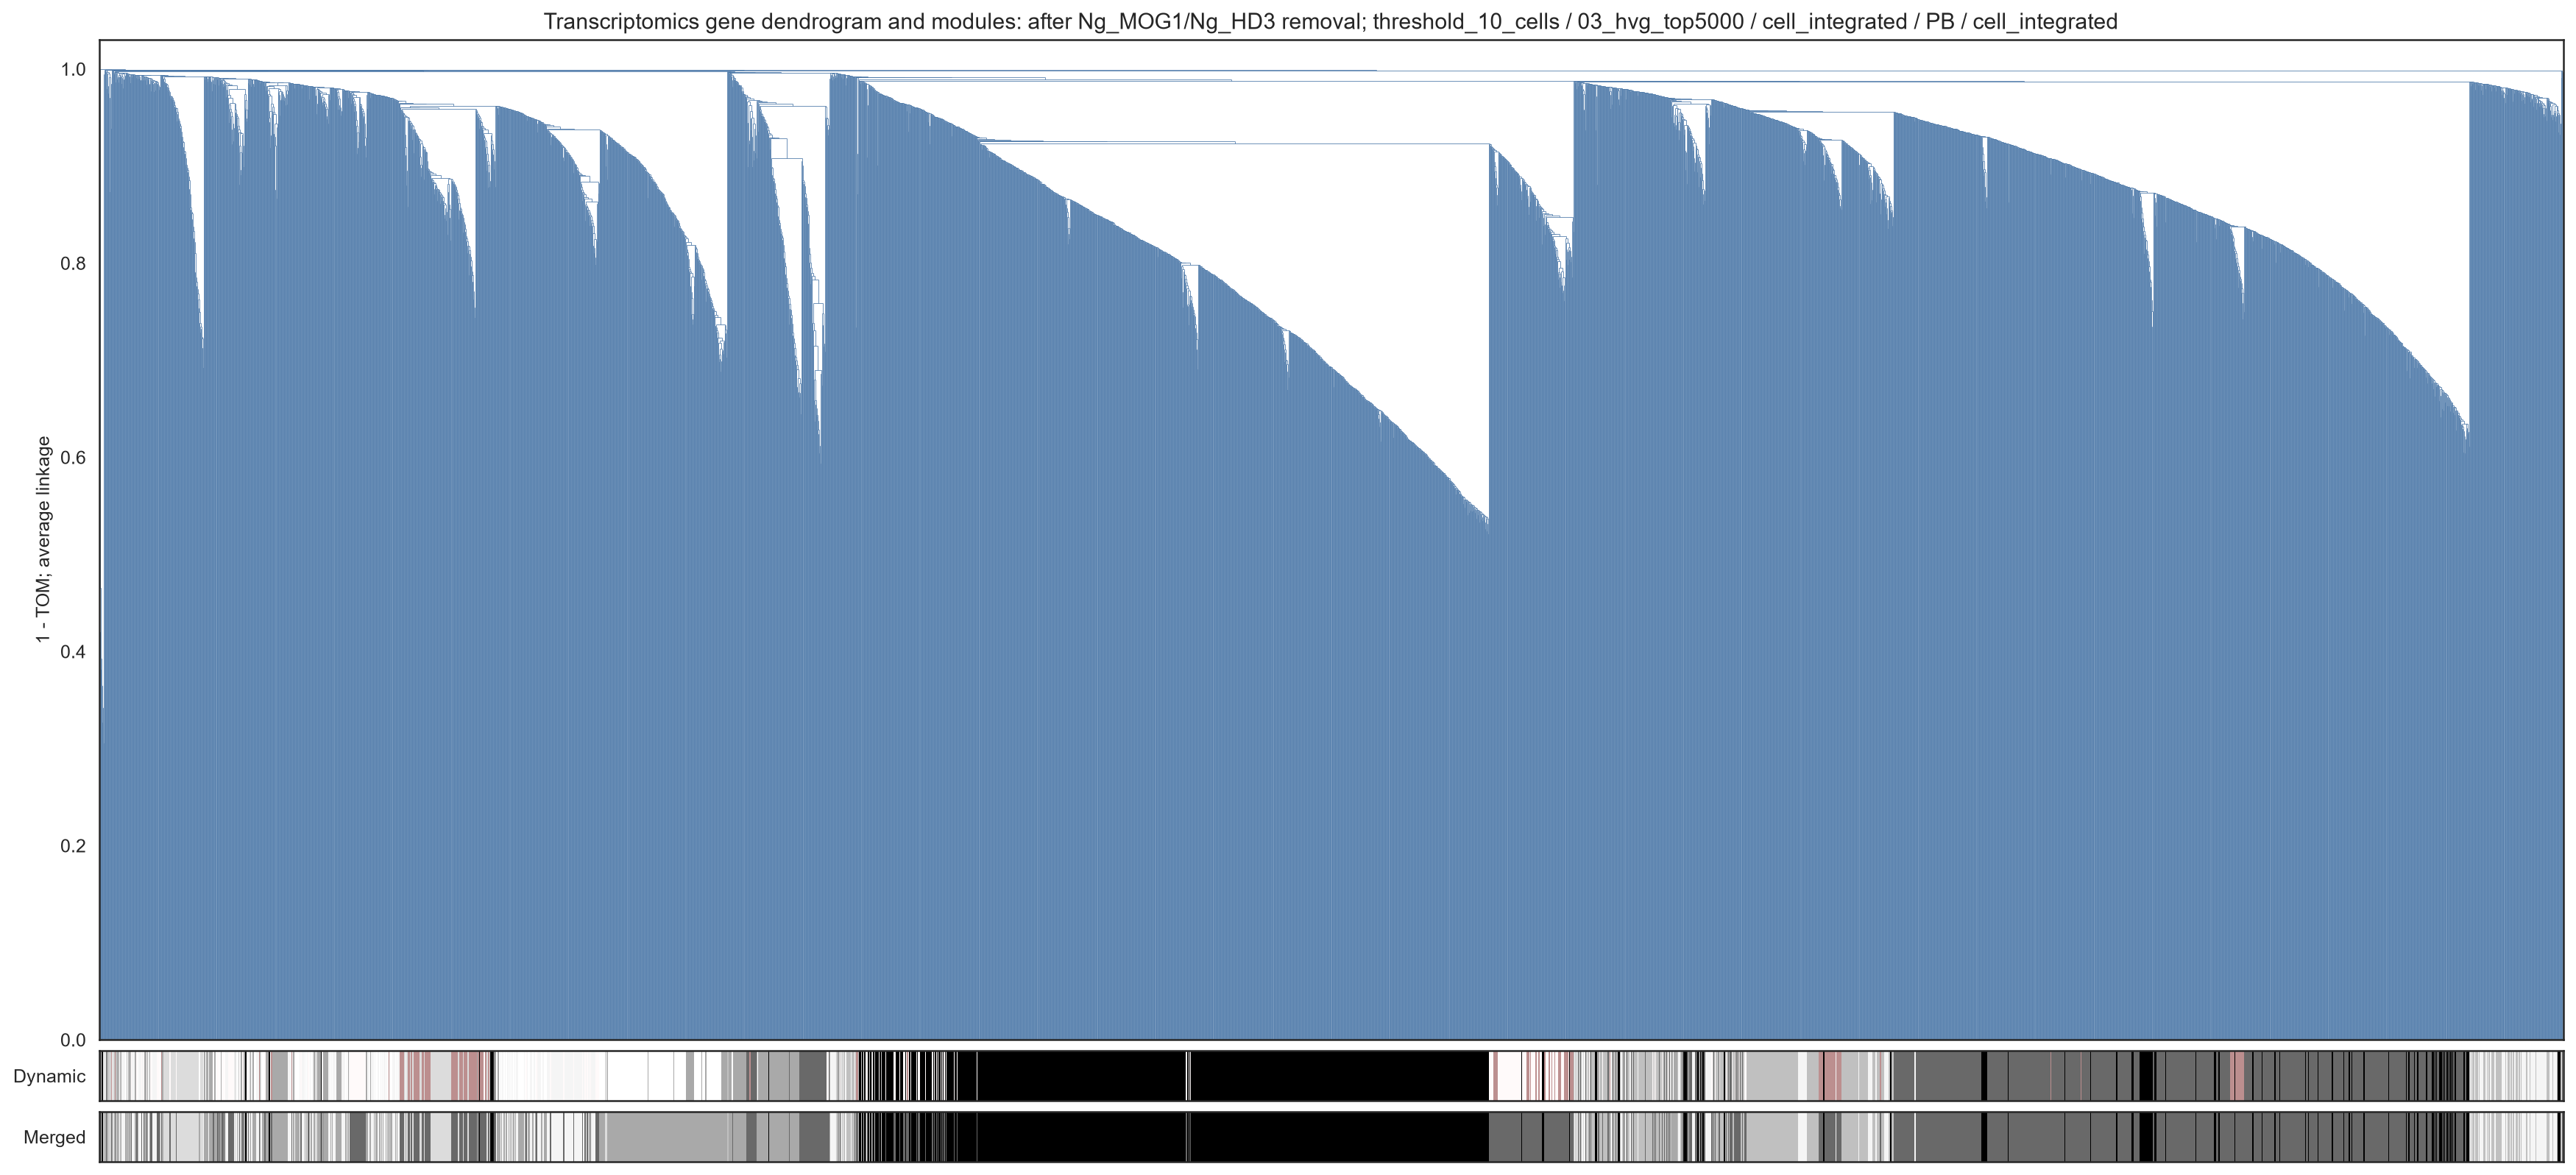 Transcriptomics gene dendrogram and modules: after Ng_MOG1/Ng_HD3 removal; threshold_10_cells / 03_hvg_top5000 / cell_integrated / PB / cell_integrated
1.0
0.8
0.6
0.4
0.2
0.0
1 - TOM; average linkage
Dynamic
Merged